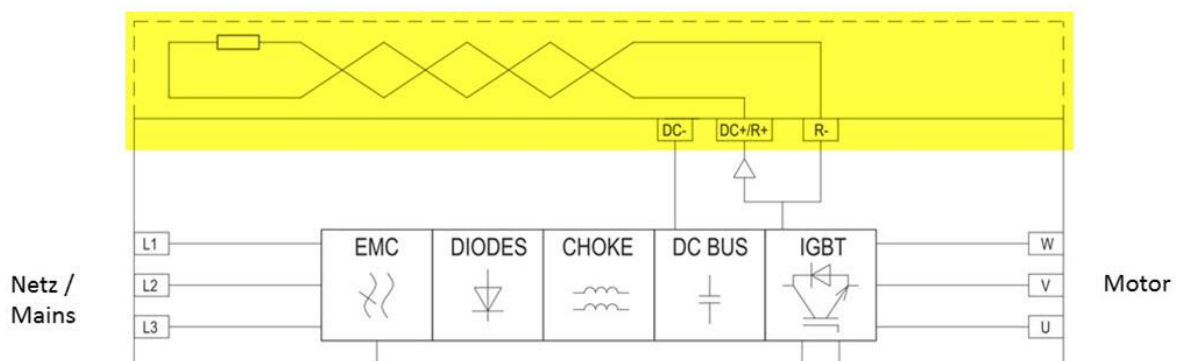 DC- DC+/R+ R-
EMC DIODES CHOKE DC BUS IGBT
L1 W
Netz / L2 V Motor
Mains
L3 U